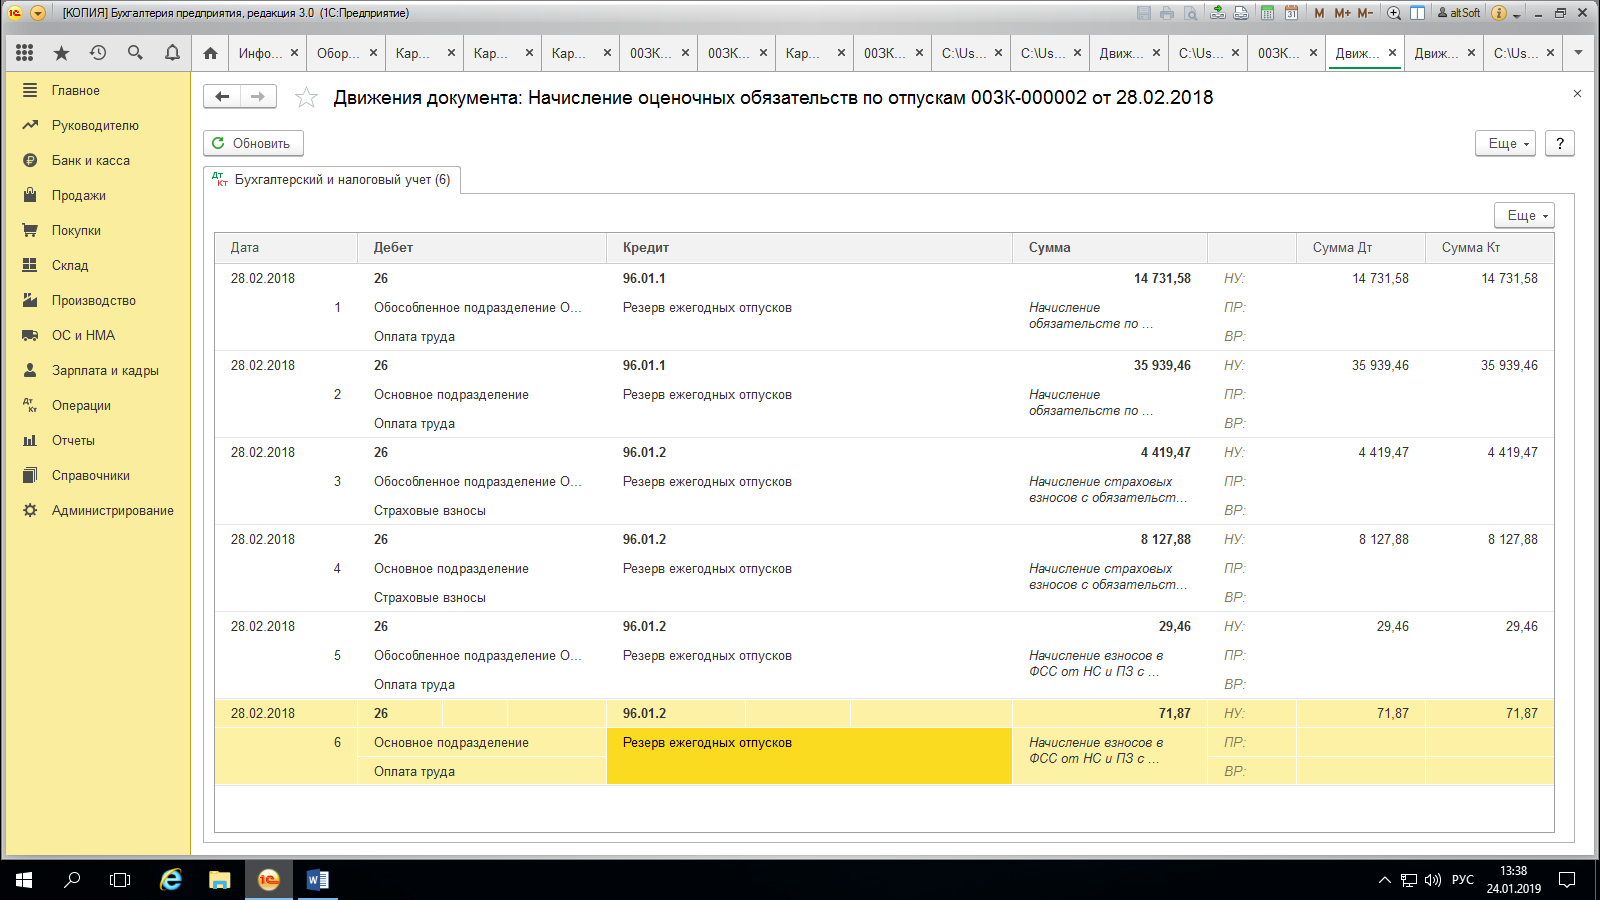 [КОПИЯ] Бухгалтерия предприятия, редакция 3.0 (1С:Предприятие)
M M+ M- altSoft
Инфо... Обор... Кар... Кар... Кар... 003К... 003К... Кар... 003К... C:\Us... C:\Us... Движ... C:\Us... 003К... Движ... Движ... C:\Us...
Главное
Руководителю
Банк и касса
Продажи
Покупки
Склад
Производство
ОС и НМА
Зарплата и кадры
Операции
Отчеты
Справочники
Администрирование
Движения документа: Начисление оценочных обязательств по отпускам 003К-000002 от 28.02.2018
Обновить Еще ?
Бухгалтерский и налоговый учет (6)
Еще
Дата Дебет Кредит Сумма Сумма Дт Сумма Кт
28.02.2018 26 96.01.1 14 731,58 НУ: 14 731,58 14 731,58
1 Обособленное подразделение О... Резерв ежегодных отпусков Начисление обязательств по ... ПР:
Оплата труда ВР:
28.02.2018 26 96.01.1 35 939,46 НУ: 35 939,46 35 939,46
2 Основное подразделение Резерв ежегодных отпусков Начисление обязательств по ... ПР:
Оплата труда ВР:
28.02.2018 26 96.01.2 4 419,47 НУ: 4 419,47 4 419,47
3 Обособленное подразделение О... Резерв ежегодных отпусков Начисление страховых взносов с обязательст... ПР:
Страховые взносы ВР:
28.02.2018 26 96.01.2 8 127,88 НУ: 8 127,88 8 127,88
4 Основное подразделение Резерв ежегодных отпусков Начисление страховых взносов с обязательст... ПР:
Страховые взносы ВР:
28.02.2018 26 96.01.2 29,46 НУ: 29,46 29,46
5 Обособленное подразделение О... Резерв ежегодных отпусков Начисление взносов в ФСС от НС и ПЗ с ... ПР:
Оплата труда ВР:
28.02.2018 26 96.01.2 71,87 НУ: 71,87 71,87
6 Основное подразделение Резерв ежегодных отпусков Начисление взносов в ФСС от НС и ПЗ с ... ПР:
Оплата труда ВР:
РУС 13:38
24.01.2019